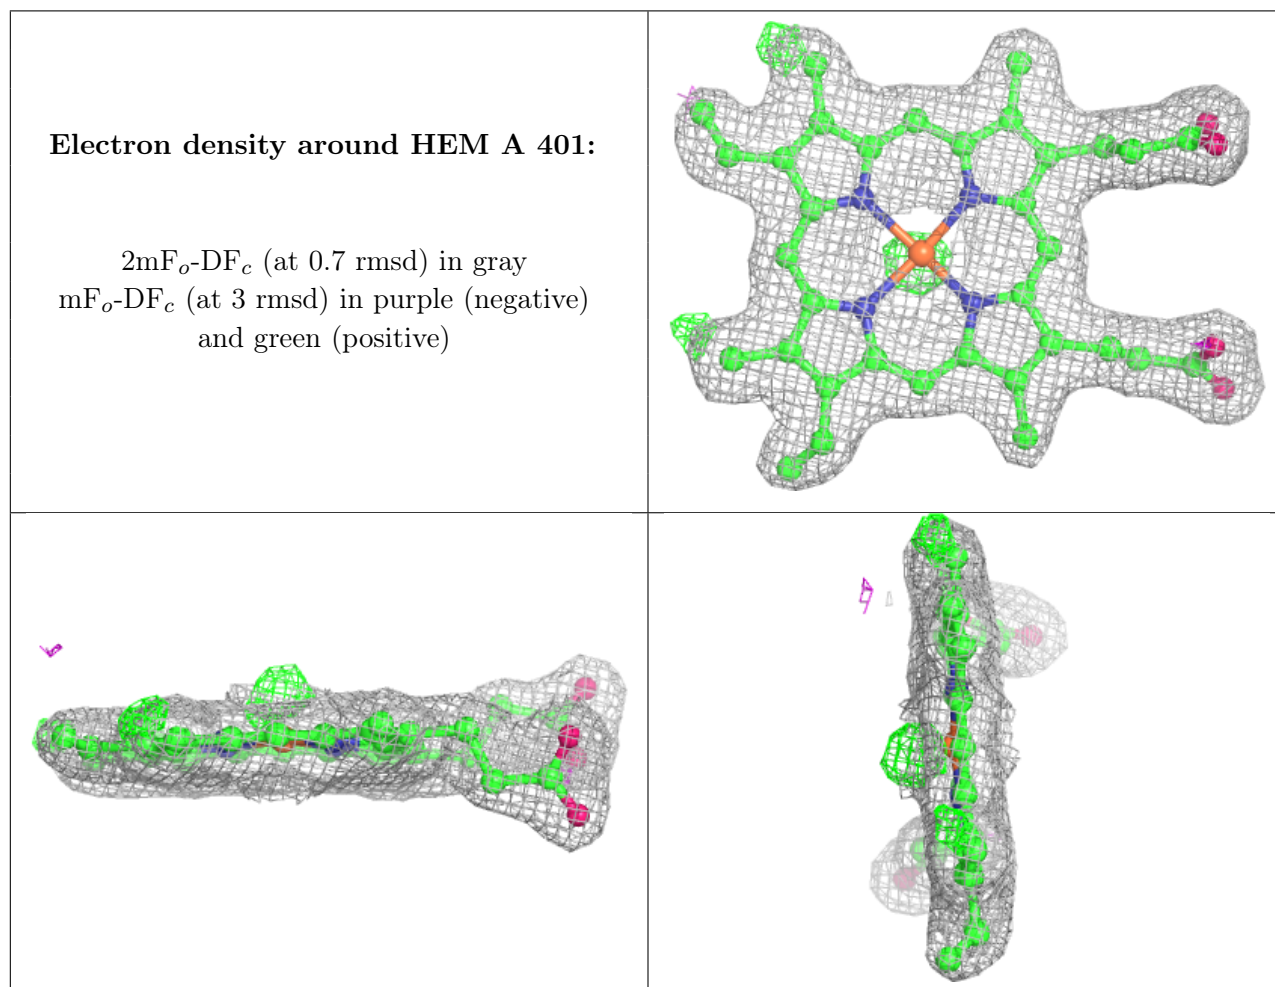 Electron density around HEM A 401:
2mFo-DFc (at 0.7 rmsd) in gray
mFo-DFc (at 3 rmsd) in purple (negative)
and green (positive)